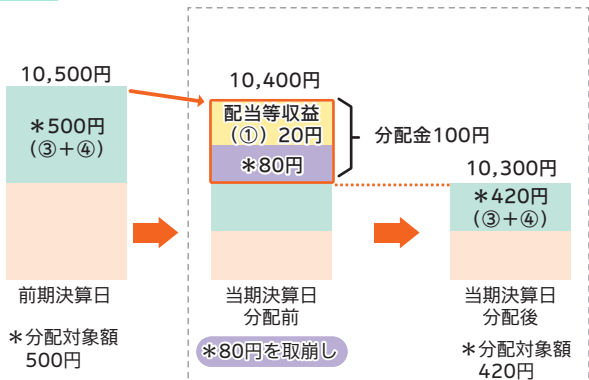 10,500円
＊500円
（③＋④）
前期決算日
＊分配対象額
500円
10,400円
配当等収益
（①）20円
＊80円
分配金100円
当期決算日
分配前
＊80円を取崩し
10,300円
＊420円
（③＋④）
当期決算日
分配後
＊分配対象額
420円